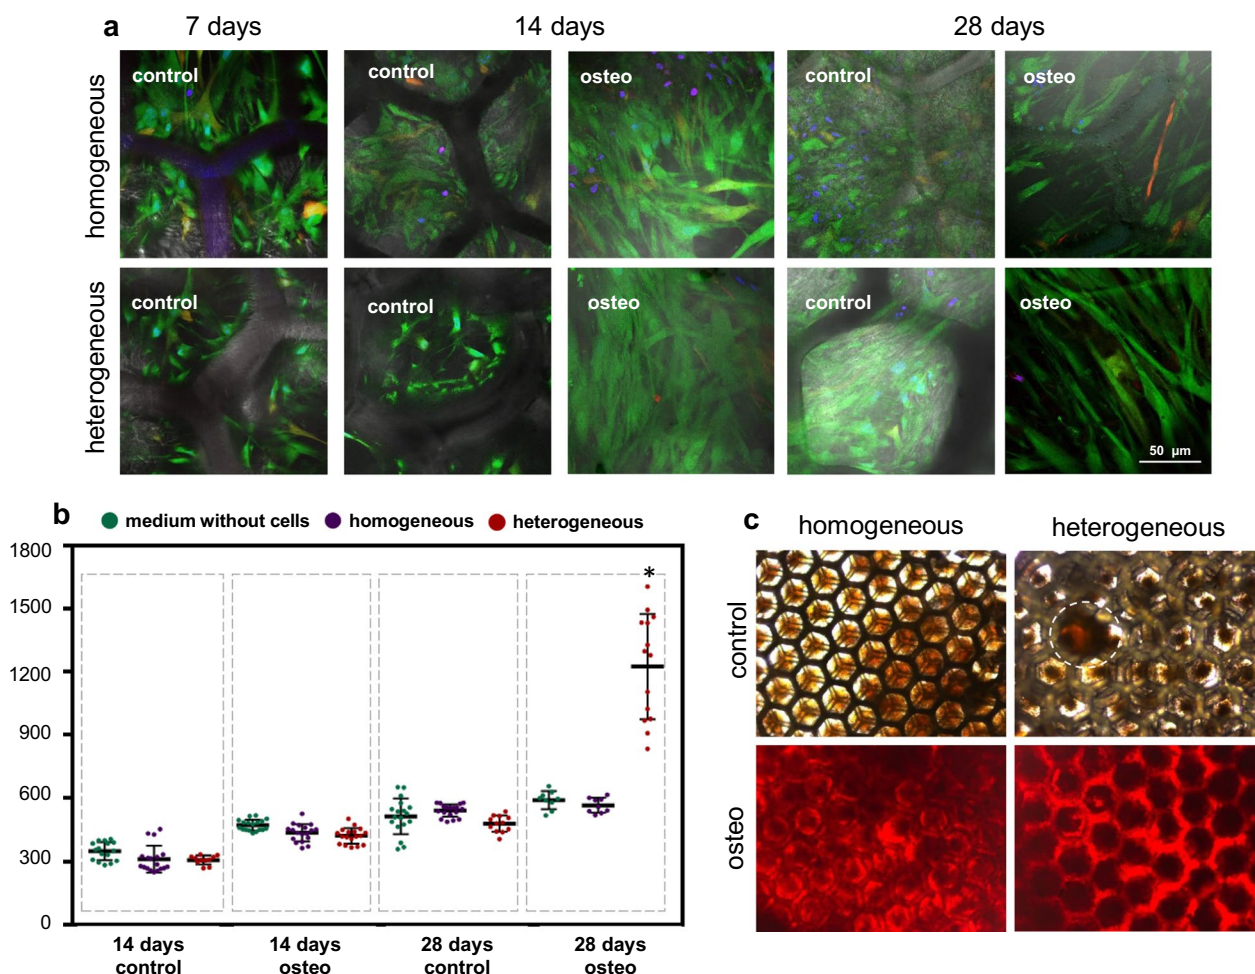 a 7 days 14 days 28 days
homogeneous
control control osteo control osteo
heterogeneous
control control osteo control osteo
50 µm
b medium without cells homogeneous heterogeneous
1800
1500
1200
900
600
300
0
*
14 days control
14 days osteo
28 days control
28 days osteo
c homogeneous heterogeneous
control
osteo